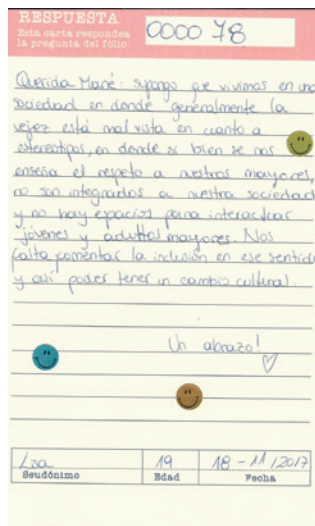 RESPUESTA
Esta carta responde a
la pregunta del folio
0000 78
Querida Mané: supongo que vivimos en una
sociedad en donde generalmente la
vejez está mal vista en cuanto a
estereotipos, en donde si bien se nos
enseña el respeto a nuestros mayores,
no son integrados a nuestra sociedad
y no hay espacios para interactuar
jóvenes y adultos mayores. Nos
falta fomentar la inclusión en ese sentido
y así poder tener un cambio cultural.
Un abrazo!
Lisa 19 18-11/2017
Seudónimo Edad Fecha